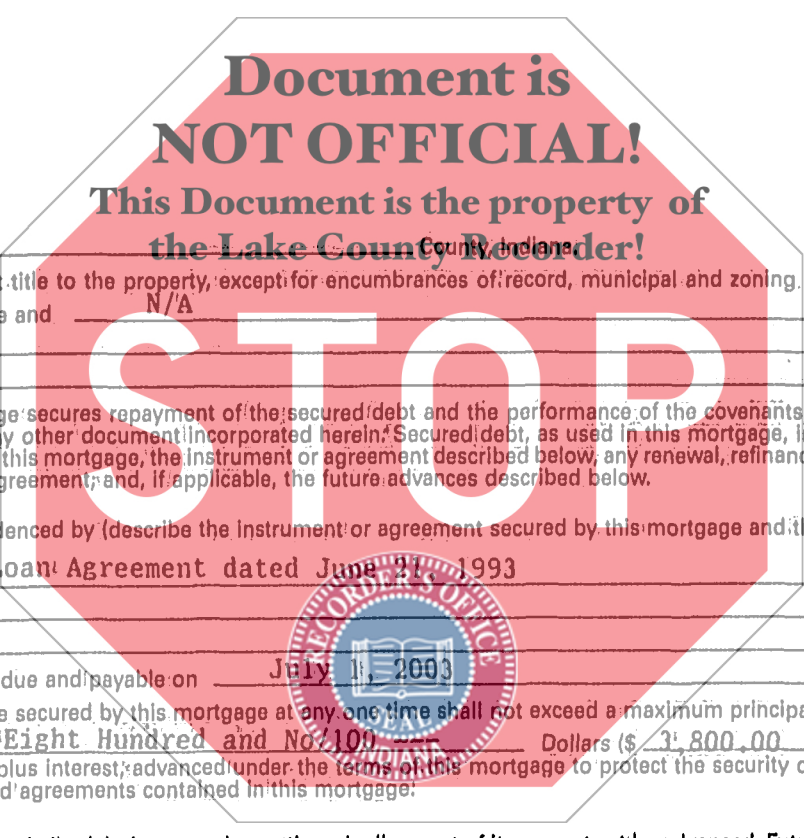 Document is
NOT OFFICIAL!
This Document is the property of
the Lake County Recorder!
County, Indiana,
title to the property, except for encumbrances of record, municipal and zoning
e and N/A
STOP
ge secures repayment of the secured debt and the performance of the covenants
y other document incorporated herein. Secured debt, as used in this mortgage, i
this mortgage, the instrument or agreement described below, any renewal, refinanc
greement, and, if applicable, the future advances described below.
denced by (describe the instrument or agreement secured by this mortgage and th
oan Agreement dated June 21, 1993
RECORDER'S OFFICE
SEAL
INDIANA
due and payable on July 1, 2003
e secured by this mortgage at any one time shall not exceed a maximum principa
Eight Hundred and No/100 Dollars ($ 3,800.00
plus interest, advanced under the terms of this mortgage to protect the security o
d agreements contained in this mortgage.